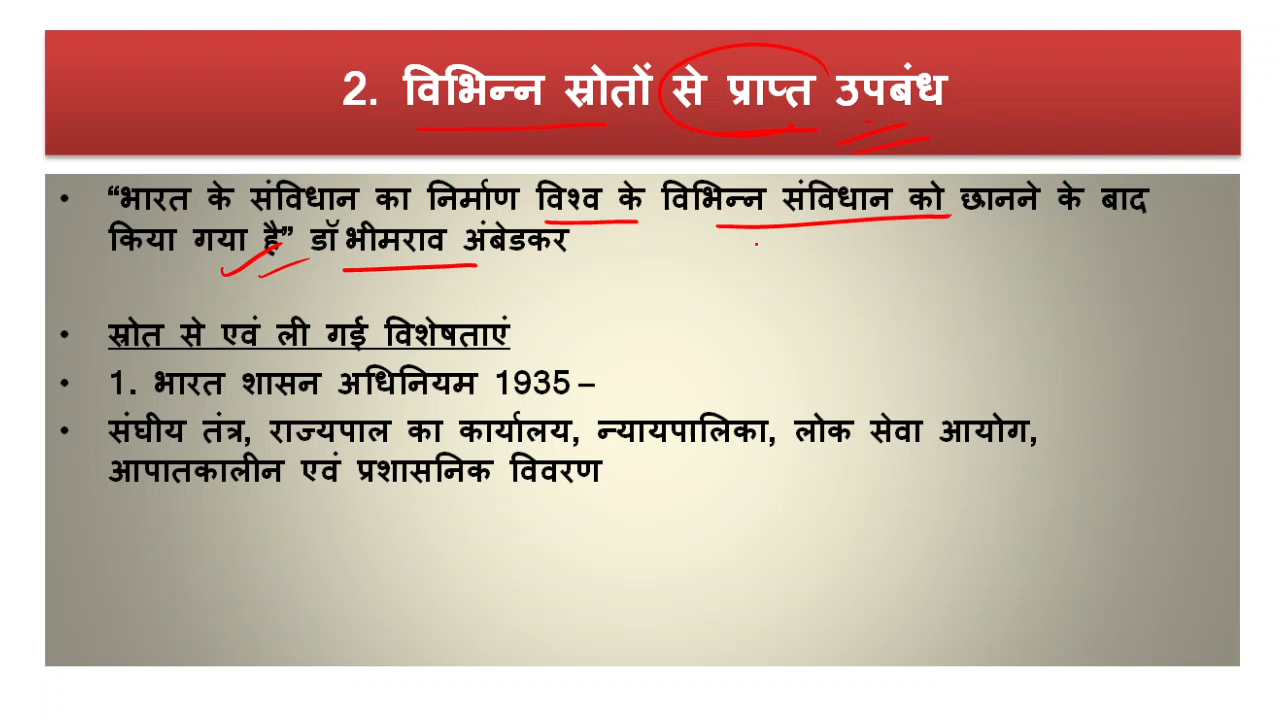 2. विभिन्न स्रोतों से प्राप्त उपबंध
• “भारत के संविधान का निर्माण विश्व के विभिन्न संविधान को छानने के बाद
किया गया है” डॉ भीमराव अंबेडकर
• स्रोत से एवं ली गई विशेषताएं
• 1. भारत शासन अधिनियम 1935 –
• संघीय तंत्र, राज्यपाल का कार्यालय, न्यायपालिका, लोक सेवा आयोग,
आपातकालीन एवं प्रशासनिक विवरण